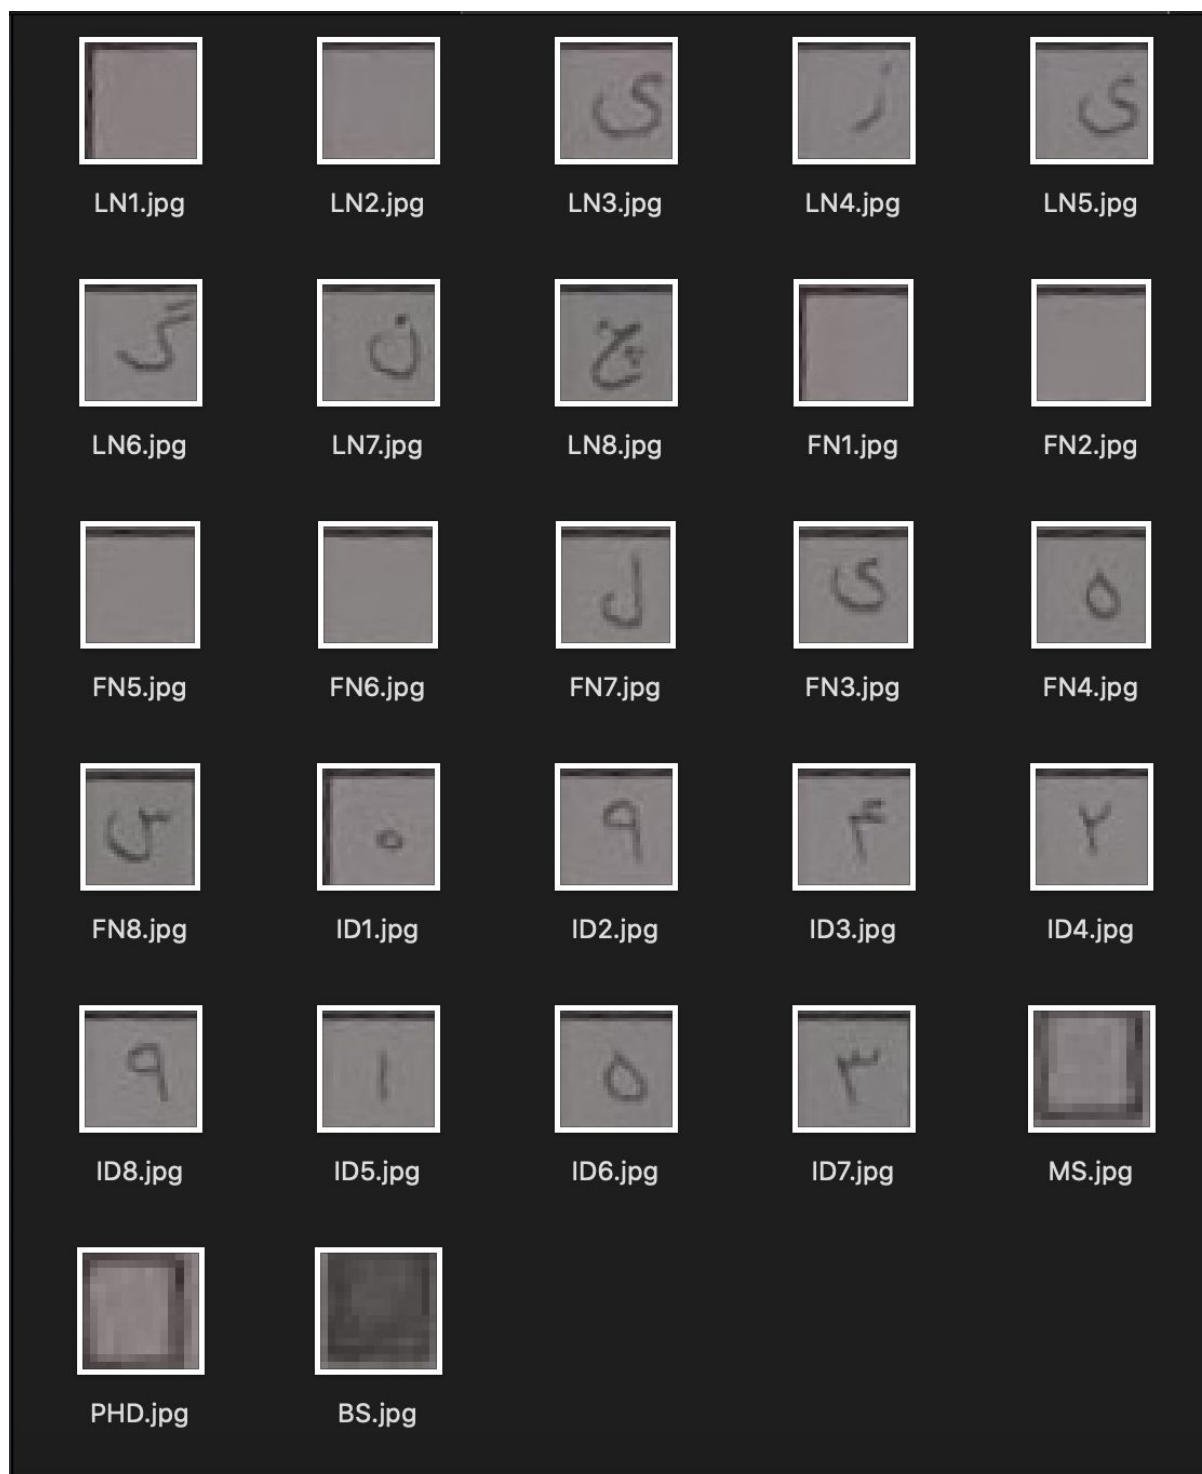 ی ز ی
LN1.jpg LN2.jpg LN3.jpg LN4.jpg LN5.jpg
گ ن چ
LN6.jpg LN7.jpg LN8.jpg FN1.jpg FN2.jpg
ل ی ه
FN5.jpg FN6.jpg FN7.jpg FN3.jpg FN4.jpg
س ۰ ۹ ۴ ۲
FN8.jpg ID1.jpg ID2.jpg ID3.jpg ID4.jpg
۹ ۱ ۵ ۳
ID8.jpg ID5.jpg ID6.jpg ID7.jpg MS.jpg
PHD.jpg BS.jpg